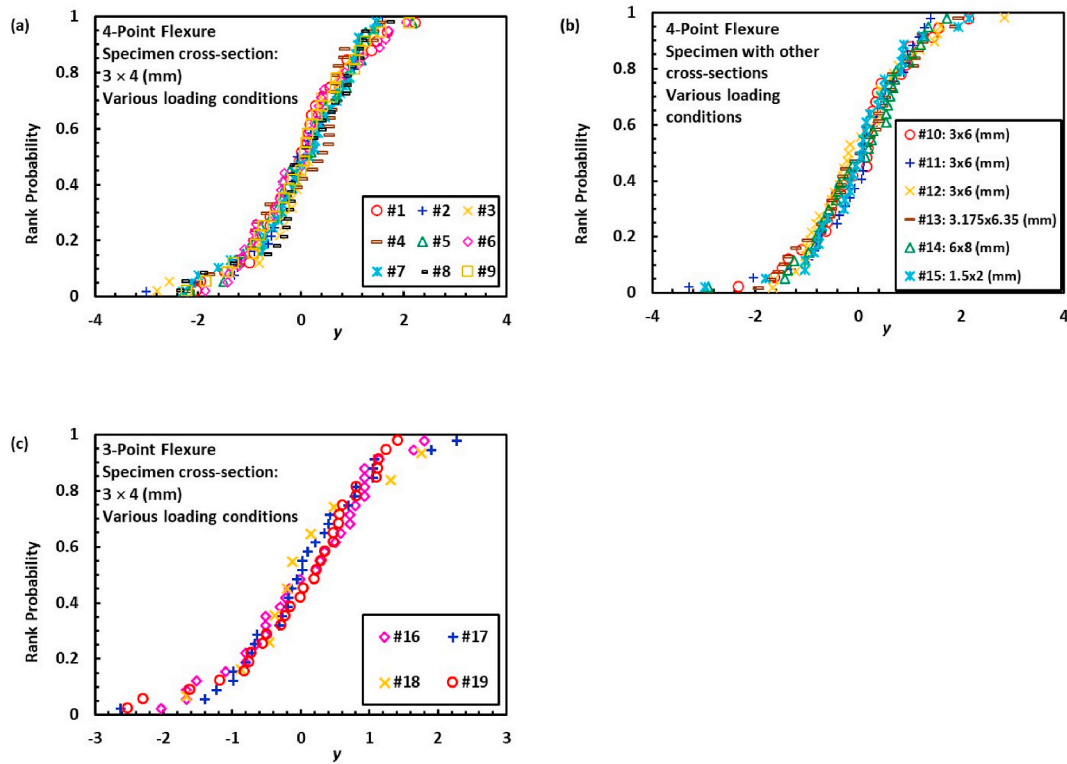 (a)
4-Point Flexure
Specimen cross-section:
3 × 4 (mm)
Various loading conditions
Rank Probability
1
0.8
0.6
0.4
0.2
0
-4 -2 0 2 4
y
#1 #2 #3
#4 #5 #6
#7 #8 #9
(b)
4-Point Flexure
Specimen with other
cross-sections
Various loading
conditions
Rank Probability
1
0.8
0.6
0.4
0.2
0
-4 -2 0 2 4
y
#10: 3x6 (mm)
#11: 3x6 (mm)
#12: 3x6 (mm)
#13: 3.175x6.35 (mm)
#14: 6x8 (mm)
#15: 1.5x2 (mm)
(c)
3-Point Flexure
Specimen cross-section:
3 × 4 (mm)
Various loading conditions
Rank Probability
1
0.8
0.6
0.4
0.2
0
-3 -2 -1 0 1 2 3
y
#16 #17
#18 #19